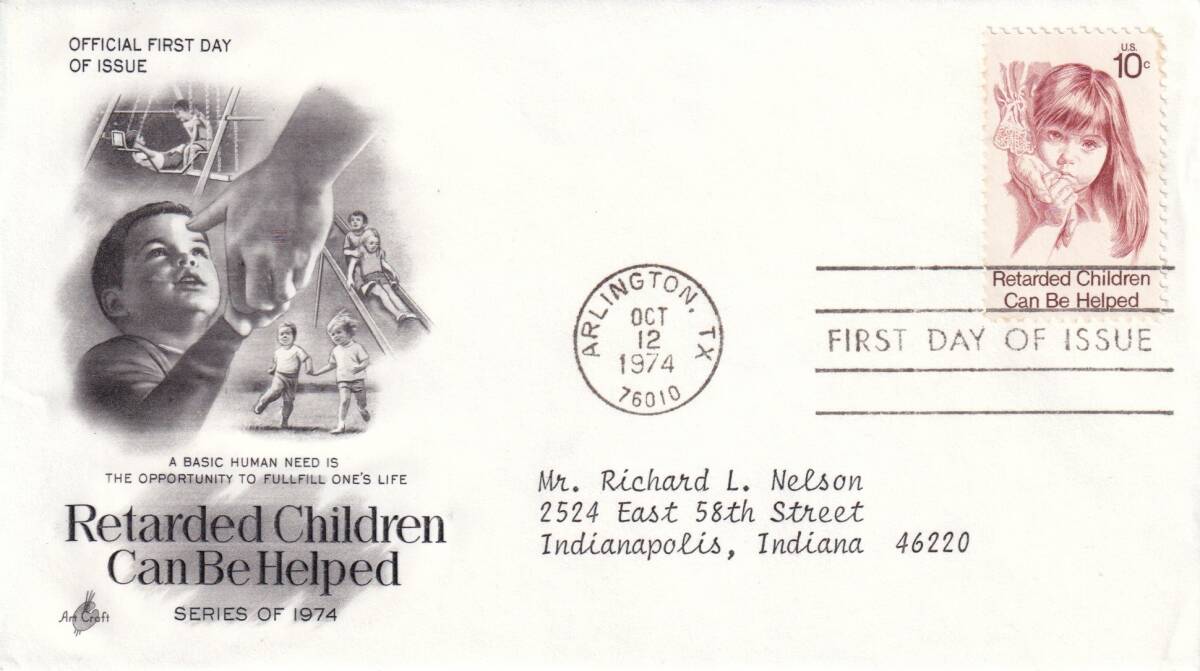 OFFICIAL FIRST DAY
OF ISSUE
A BASIC HUMAN NEED IS
THE OPPORTUNITY TO FULLFILL ONE'S LIFE
Retarded Children
Can Be Helped
SERIES OF 1974
Art Craft
ARLINGTON, TX
OCT
12
1974
76010
U.S.
10c
Retarded Children
Can Be Helped
FIRST DAY OF ISSUE
Mr. Richard L. Nelson
2524 East 58th Street
Indianapolis, Indiana 46220